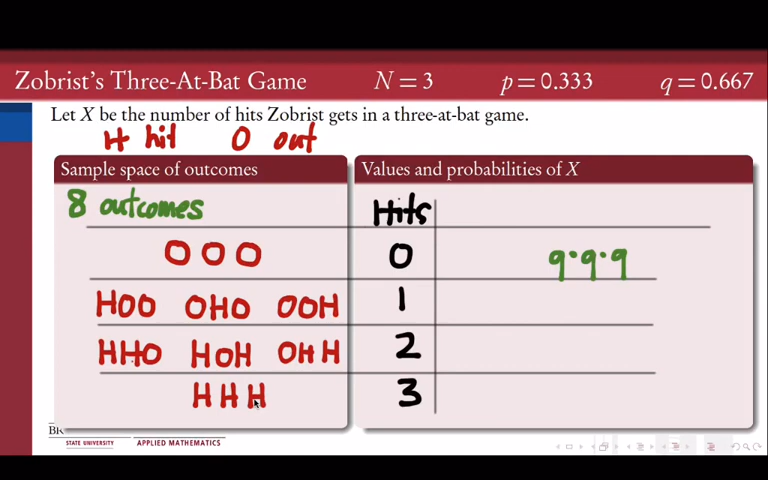 Zobrist's Three-At-Bat Game N = 3 p = 0.333 q = 0.667
Let X be the number of hits Zobrist gets in a three-at-bat game.
H hit O out
Sample space of outcomes
8 outcomes
O O O
HOO OHO OOH
HHO HOH OHH
H H H
Values and probabilities of X
Hits
0 q·q·q
1
2
3
STATE UNIVERSITY APPLIED MATHEMATICS